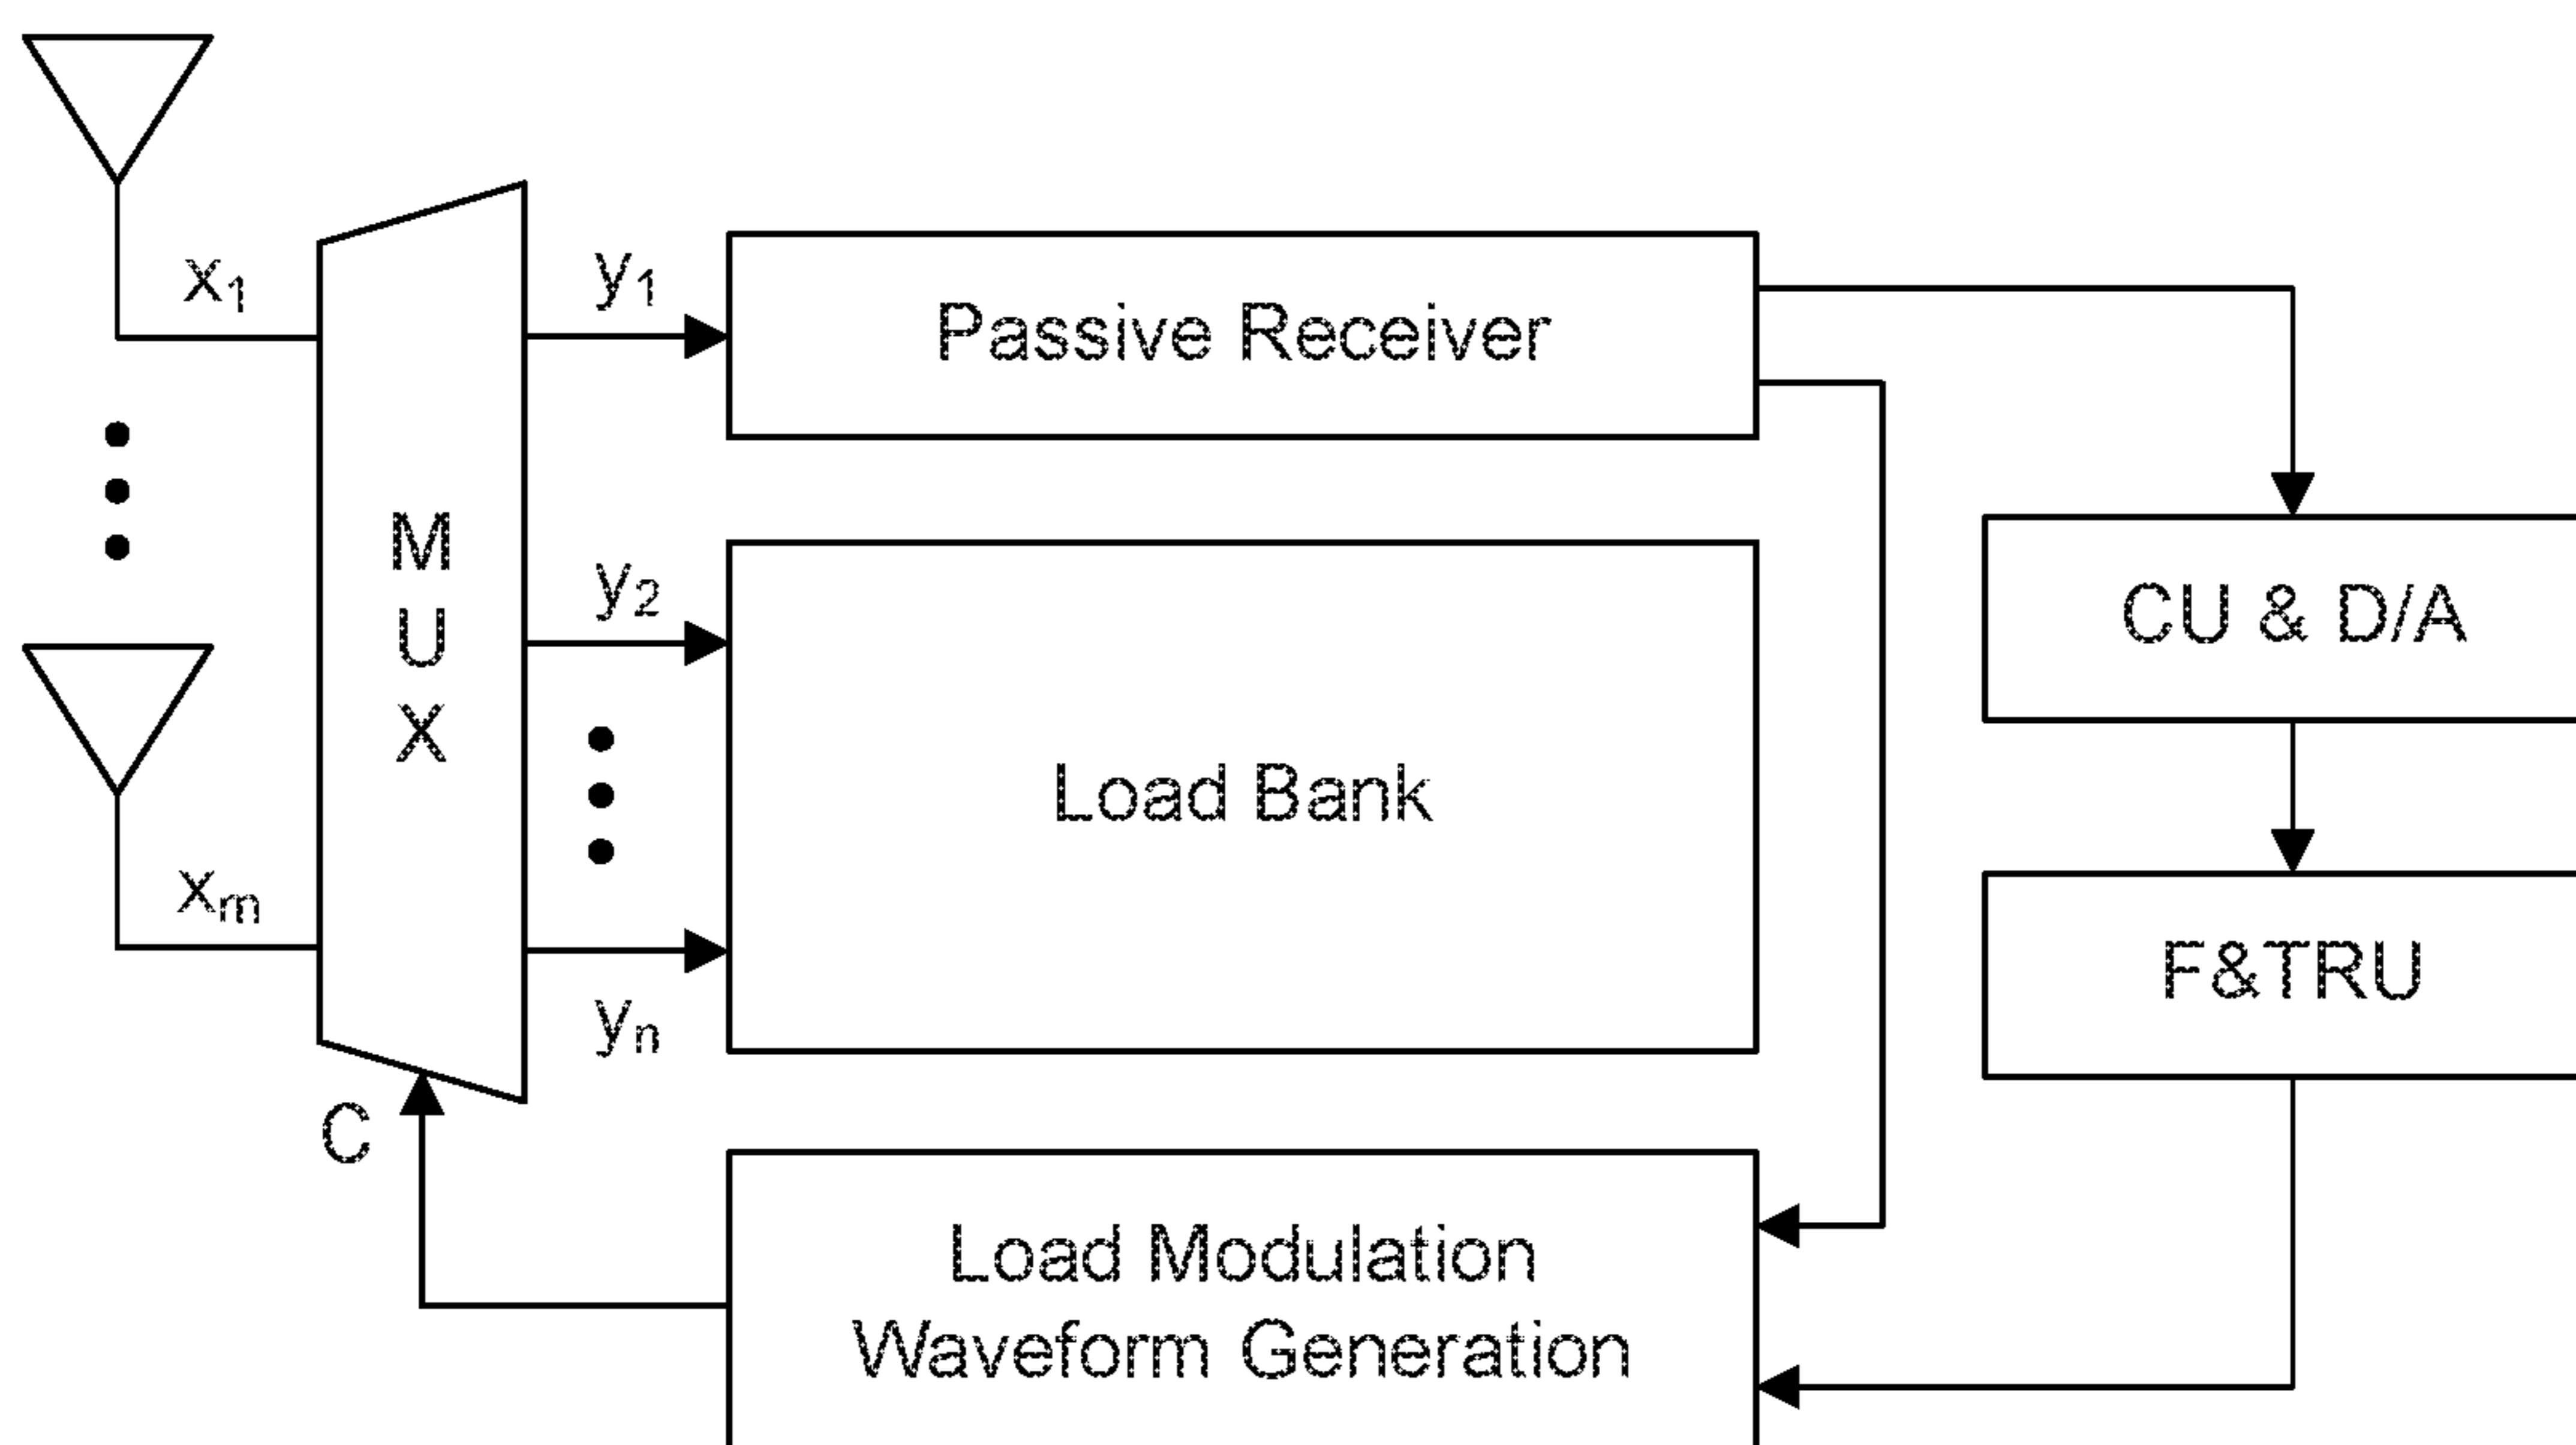 x1
y1
Passive Receiver
M
U
X
y2
CU & D/A
Load Bank
xm
F&TRU
yn
C
Load Modulation
Waveform Generation